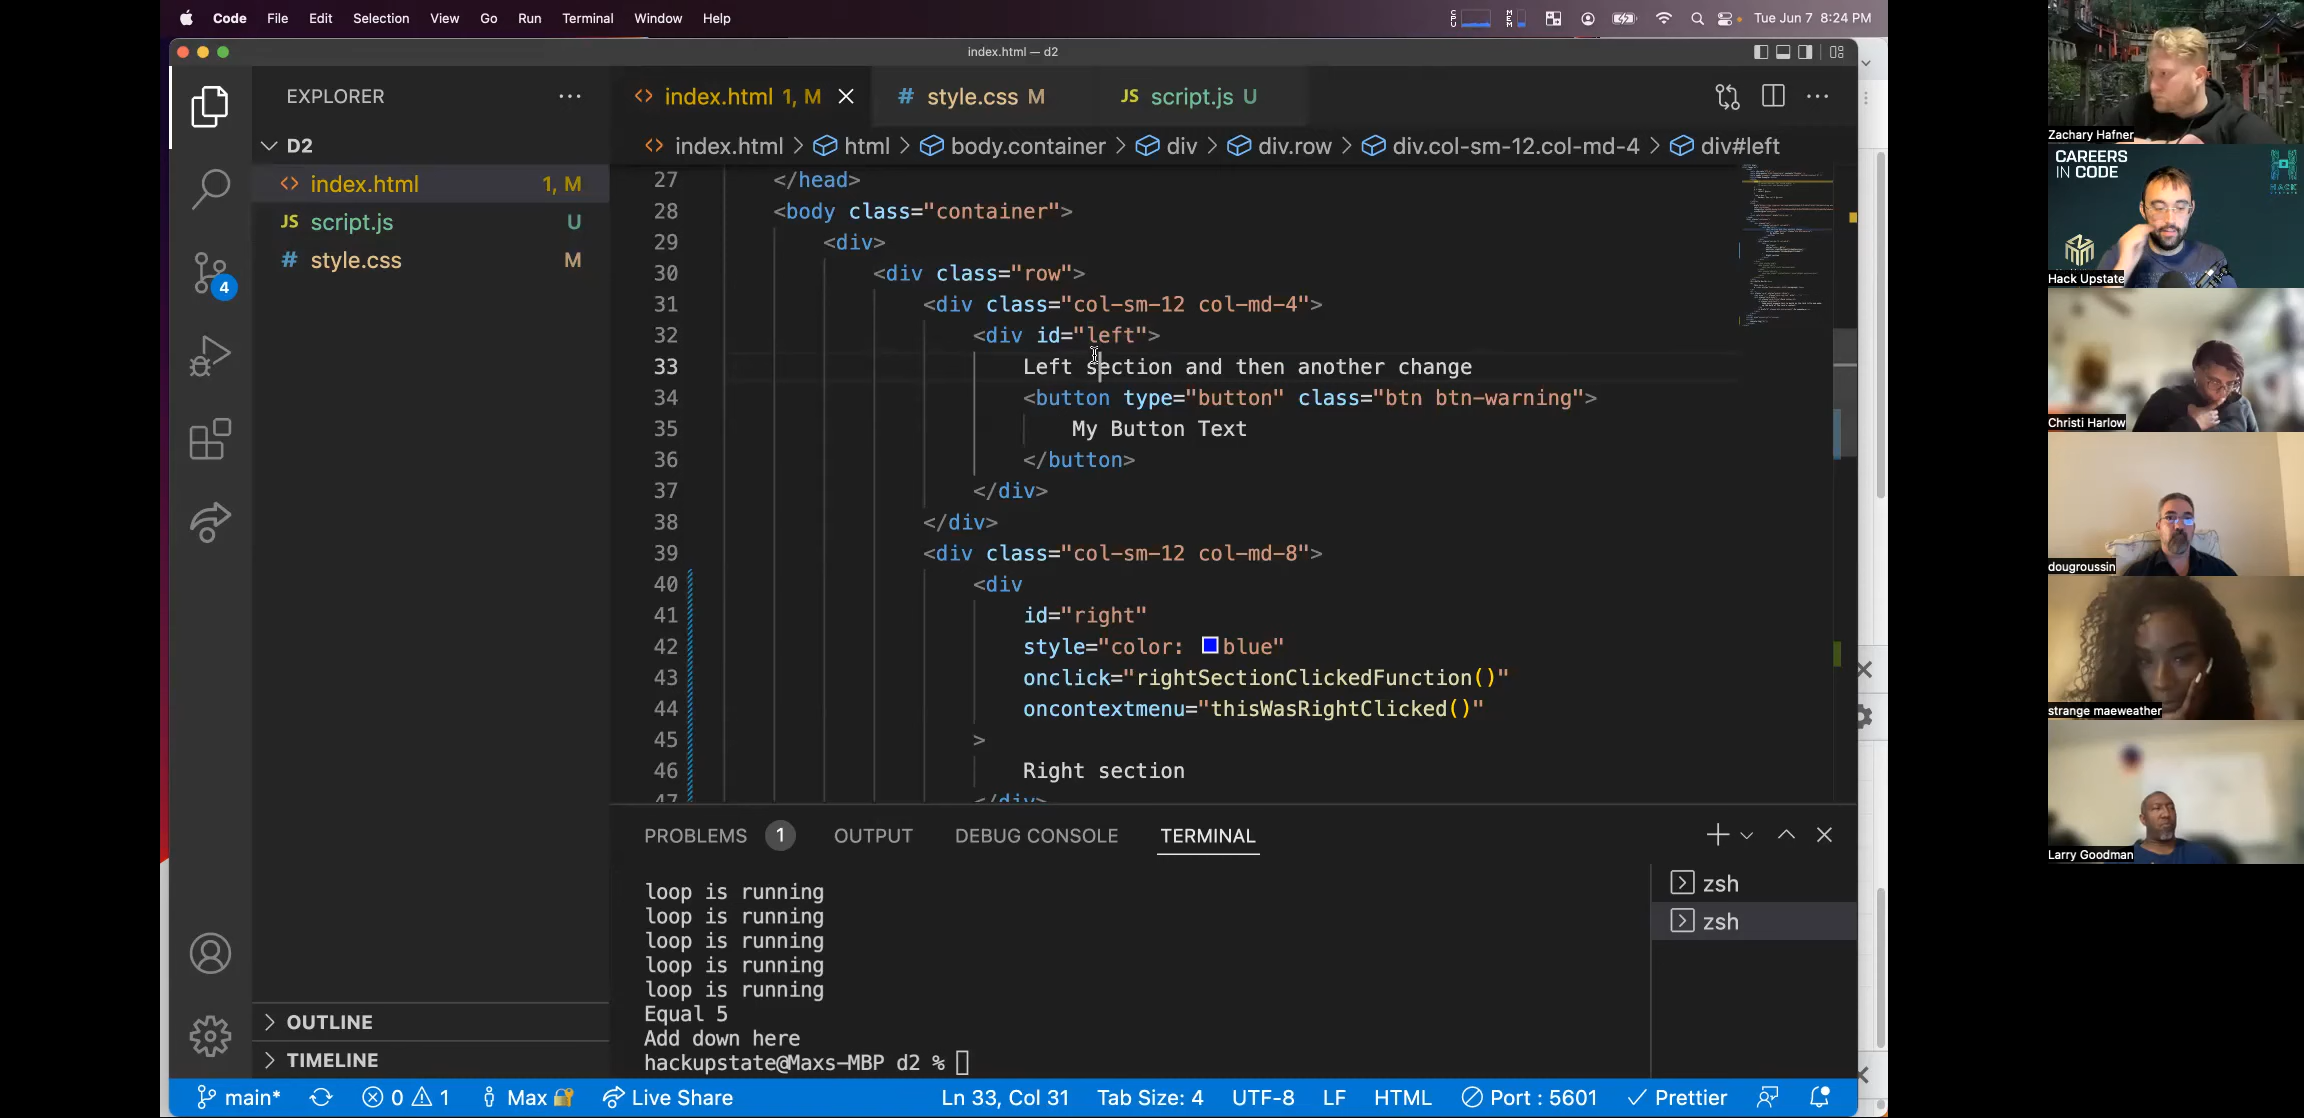 Code File Edit Selection View Go Run Terminal Window Help
CPU MEM Tue Jun 7 8:24 PM
index.html — d2
EXPLORER
D2
index.html 1, M
script.js U
style.css M
4
OUTLINE
TIMELINE
index.html 1, M
style.css M
JS script.js U
index.html > html > body.container > div > div.row > div.col-sm-12.col-md-4 > div#left
27 </head>
28 <body class="container">
29 <div>
30 <div class="row">
31 <div class="col-sm-12 col-md-4">
32 <div id="left">
33 Left section and then another change
34 <button type="button" class="btn btn-warning">
35 My Button Text
36 </button>
37 </div>
38 </div>
39 <div class="col-sm-12 col-md-8">
40 <div
41 id="right"
42 style="color: blue"
43 onclick="rightSectionClickedFunction()"
44 oncontextmenu="thisWasRightClicked()"
45 >
46 Right section
47 </div>
PROBLEMS 1 OUTPUT DEBUG CONSOLE TERMINAL
loop is running
loop is running
loop is running
loop is running
loop is running
Equal 5
Add down here
hackupstate@Maxs-MBP d2 %
zsh
zsh
main* 0 1 Max Live Share Ln 33, Col 31 Tab Size: 4 UTF-8 LF HTML Port : 5601 Prettier
Zachary Hafner
CAREERS
IN CODE
HACK
Hack Upstate
Christi Harlow
dougroussin
strange maeweather
Larry Goodman